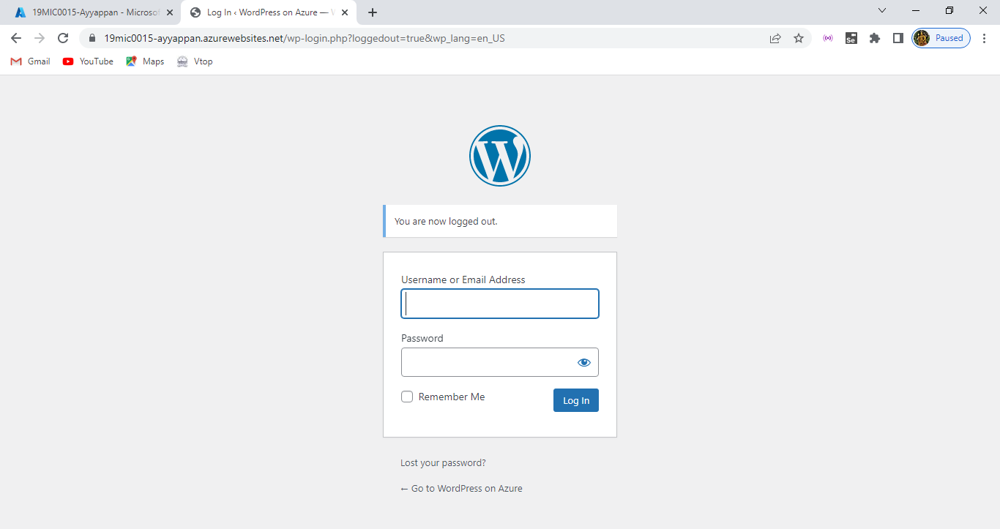 19MIC0015-Ayyappan - Microsof
Log In ‹ WordPress on Azure —
19mic0015-ayyappan.azurewebsites.net/wp-login.php?loggedout=true&wp_lang=en_US
Se
Paused
Gmail
YouTube
Maps
Vtop
W
You are now logged out.
Username or Email Address
Password
Remember Me
Log In
Lost your password?
← Go to WordPress on Azure